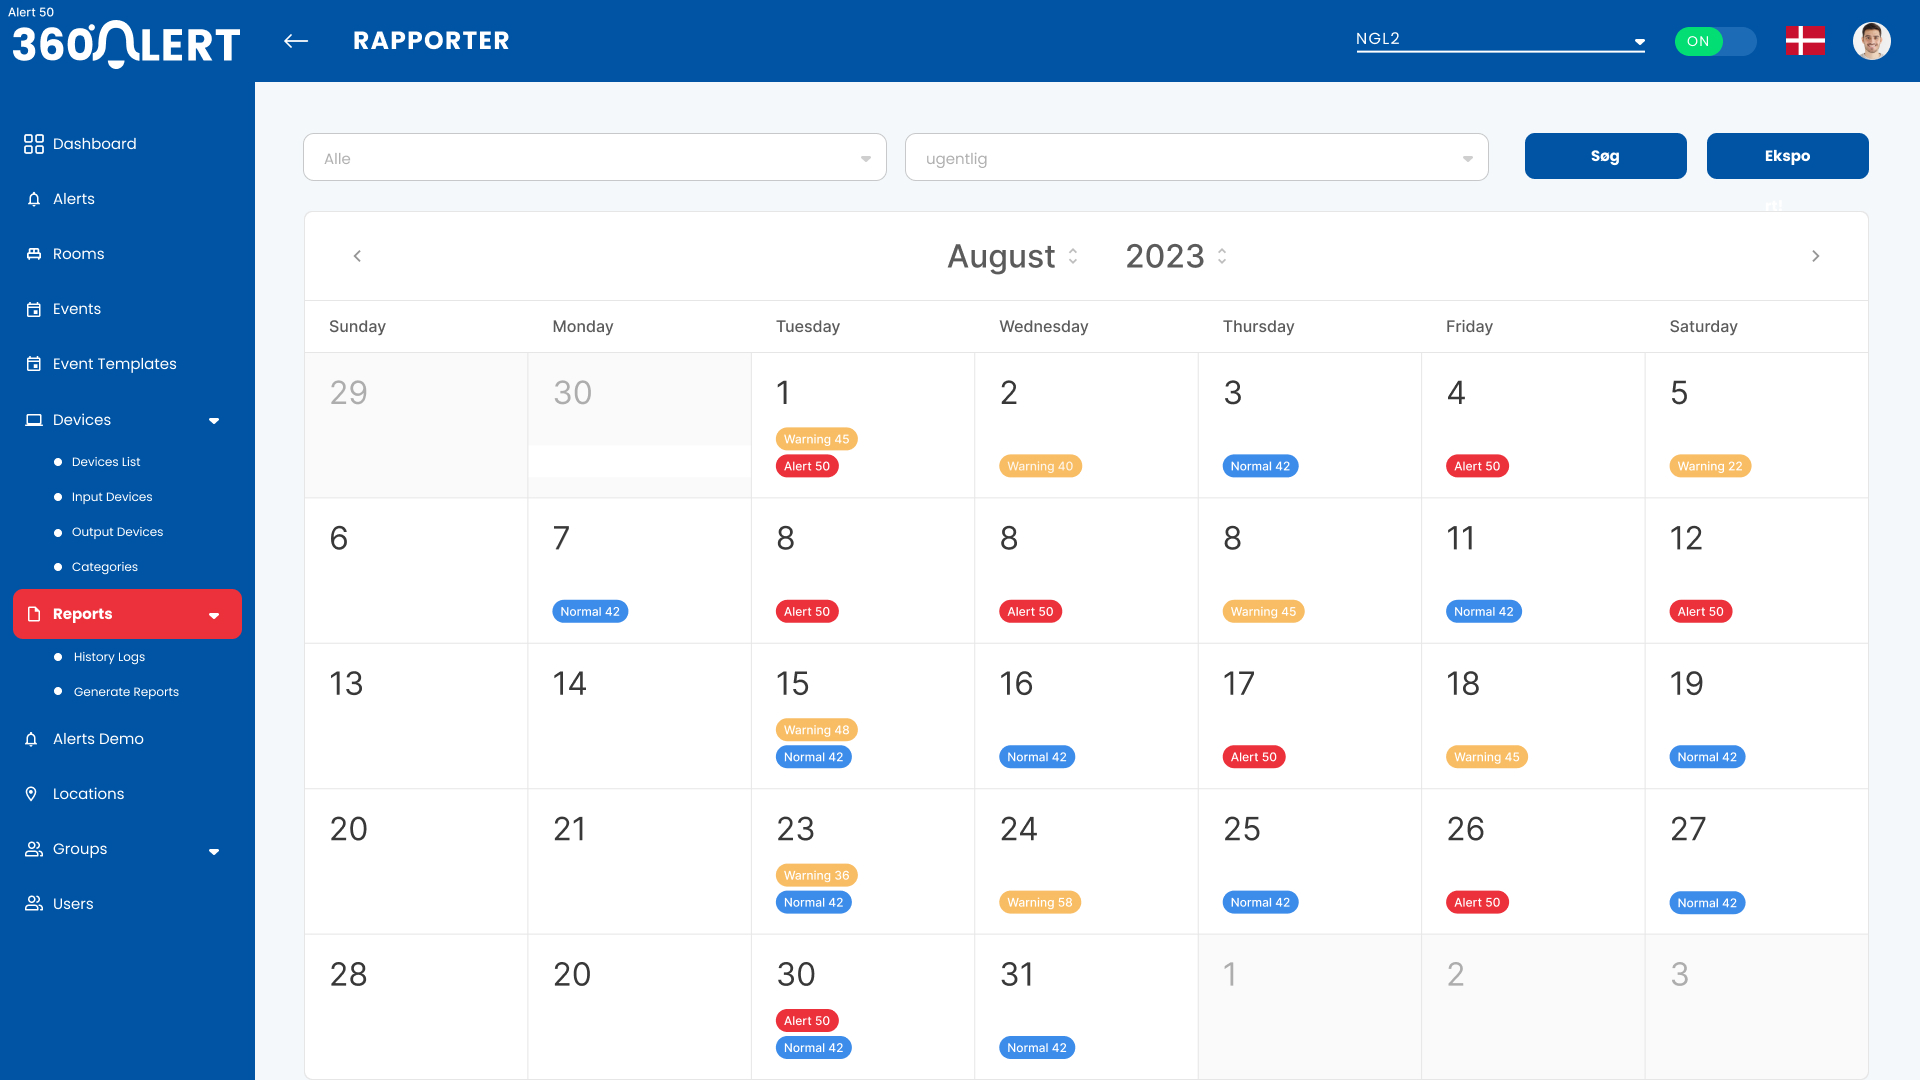 Alert 50
360°ALERT
RAPPORTER
NGL2
ON
Dashboard
Alerts
Rooms
Events
Event Templates
Devices
Devices List
Input Devices
Output Devices
Categories
Reports
History Logs
Generate Reports
Alerts Demo
Locations
Groups
Users
Alle
ugentlig
Søg
Ekspo
rtl
August 2023
Sunday Monday Tuesday Wednesday Thursday Friday Saturday
29 30 1 2 3 4 5
Warning 45
Alert 50 Warning 40 Normal 42 Alert 50 Warning 22
6 7 8 8 8 11 12
Normal 42 Alert 50 Alert 50 Warning 45 Normal 42 Alert 50
13 14 15 16 17 18 19
Warning 48
Normal 42 Normal 42 Alert 50 Warning 45 Normal 42
20 21 23 24 25 26 27
Warning 36
Normal 42 Warning 58 Normal 42 Alert 50 Normal 42
28 20 30 31 1 2 3
Alert 50
Normal 42 Normal 42